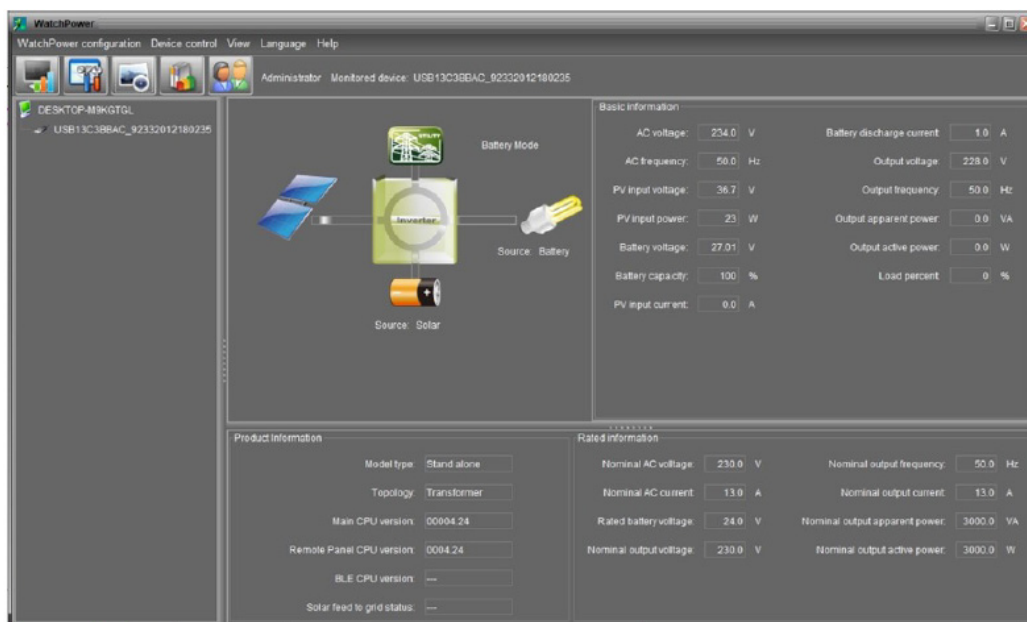 WatchPower
WatchPower configuration Device control View Language Help
Administrator Monitored device: USB13C3BBAC_92332012180235
DESKTOP-M9KGTGL
USB13C3BBAC_92332012180235
UTILITY
Battery Mode
Inverter
Source: Battery
Source: Solar
Basic information
AC voltage: 234.0 V Battery discharge current: 1.0 A
AC frequency: 50.0 Hz Output voltage: 228.0 V
PV input voltage: 36.7 V Output frequency: 50.0 Hz
PV input power: 23 W Output apparent power: 0.0 VA
Battery voltage: 27.01 V Output active power: 0.0 W
Battery capacity: 100 % Load percent: 0 %
PV input current: 0.0 A
Product information
Model type: Stand alone
Topology: Transformer
Main CPU version: 00004.24
Remote Panel CPU version: 0004.24
BLE CPU version: ---
Solar feed to grid status: ---
Rated information
Nominal AC voltage: 230.0 V Nominal output frequency: 50.0 Hz
Nominal AC current: 13.0 A Nominal output current: 13.0 A
Rated battery voltage: 24.0 V Nominal output apparent power: 3000.0 VA
Nominal output voltage: 230.0 V Nominal output active power: 3000.0 W